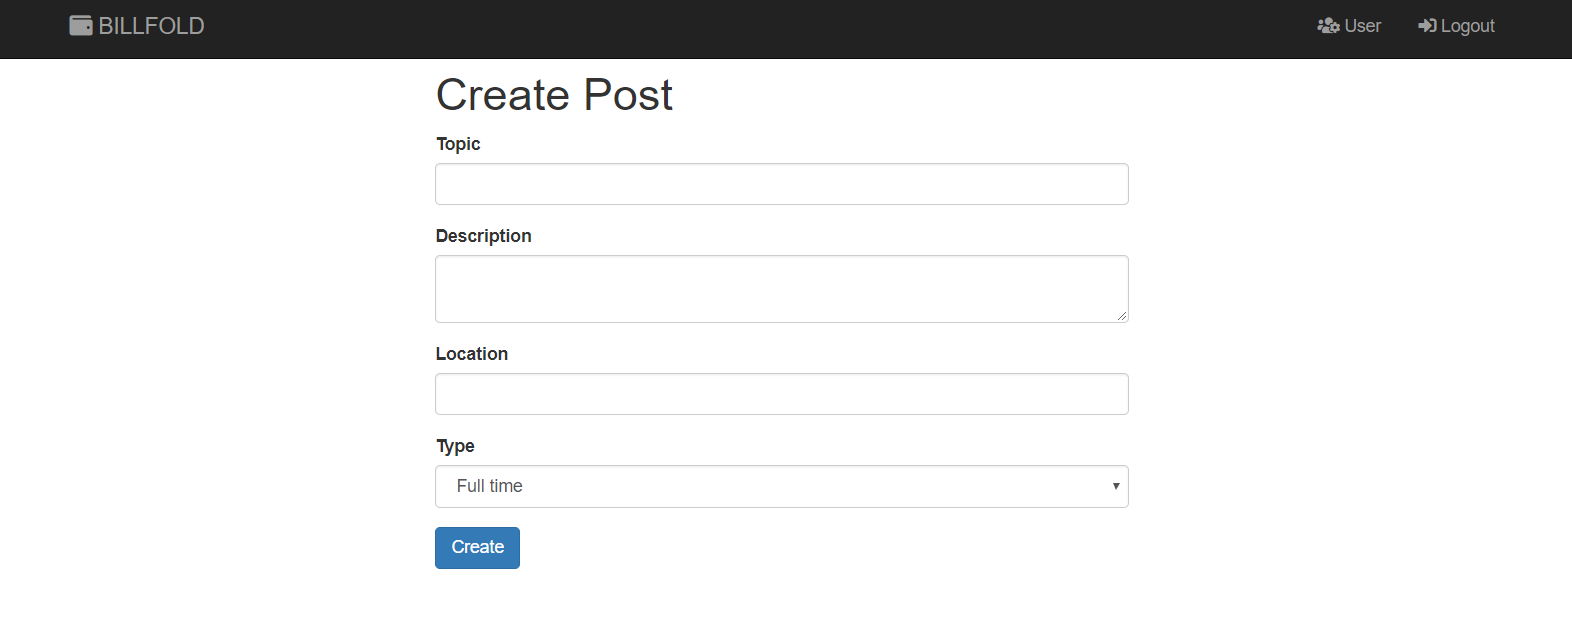 BILLFOLD User Logout
Create Post
Topic
Description
Location
Type
Full time
Create